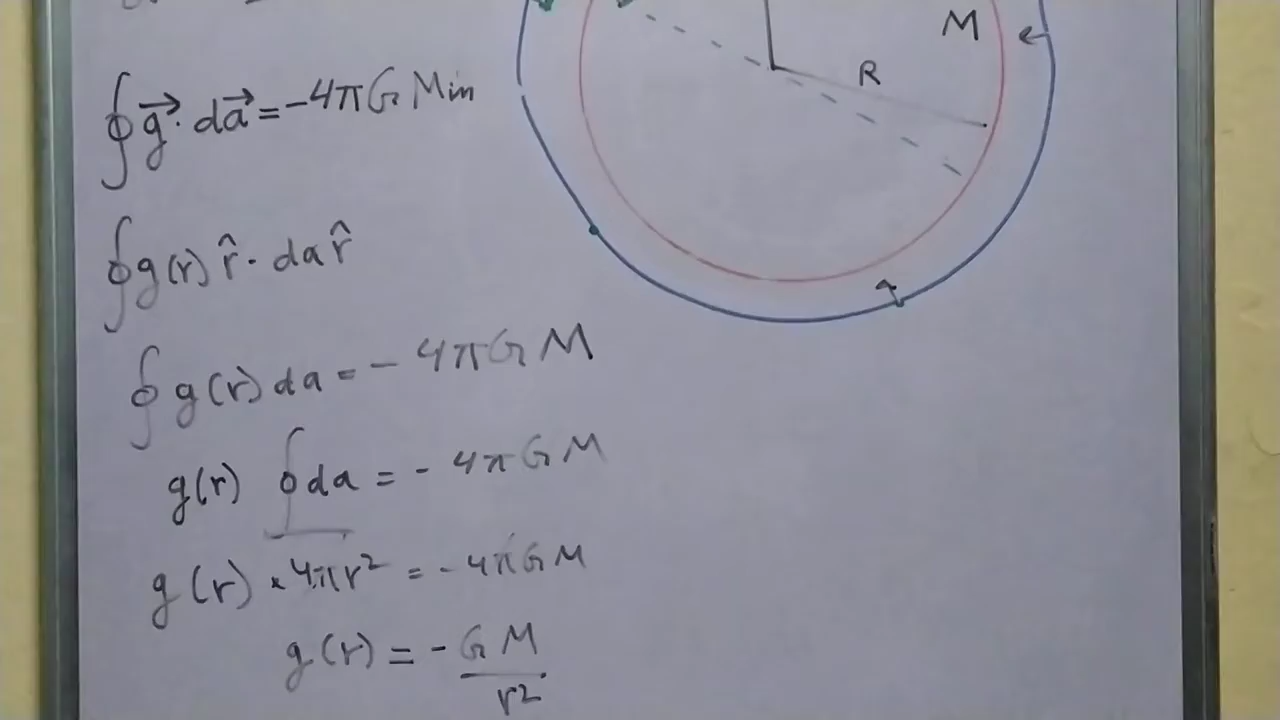 M
R
∮g⃗·da⃗=-4πG Min
∮g(r) r̂·da r̂
∮g(r)da=-4πGM
g(r) ∮da=-4πGM
g(r)×4πr²=-4πGM
g(r)=-GM/r²